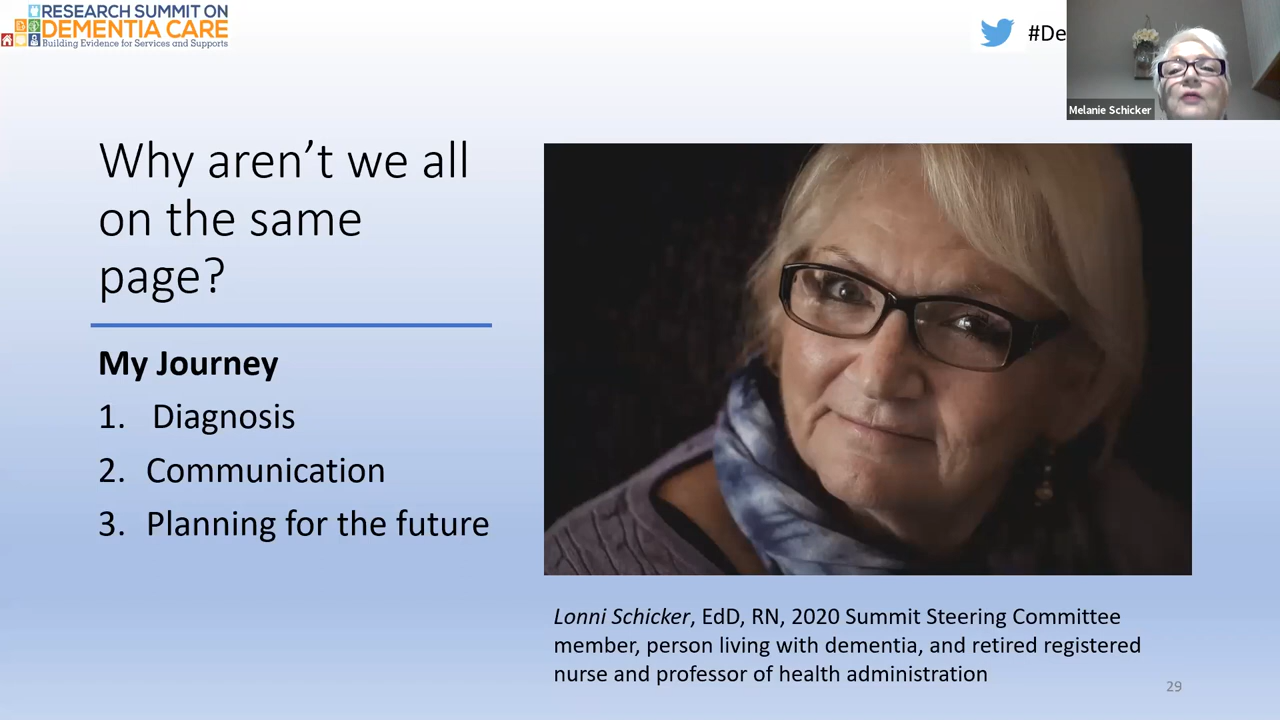 RESEARCH SUMMIT ON
DEMENTIA CARE
Building Evidence for Services and Supports
#De
Melanie Schicker
Why aren’t we all
on the same
page?
My Journey
1. Diagnosis
2. Communication
3. Planning for the future
Lonni Schicker, EdD, RN, 2020 Summit Steering Committee
member, person living with dementia, and retired registered
nurse and professor of health administration
29